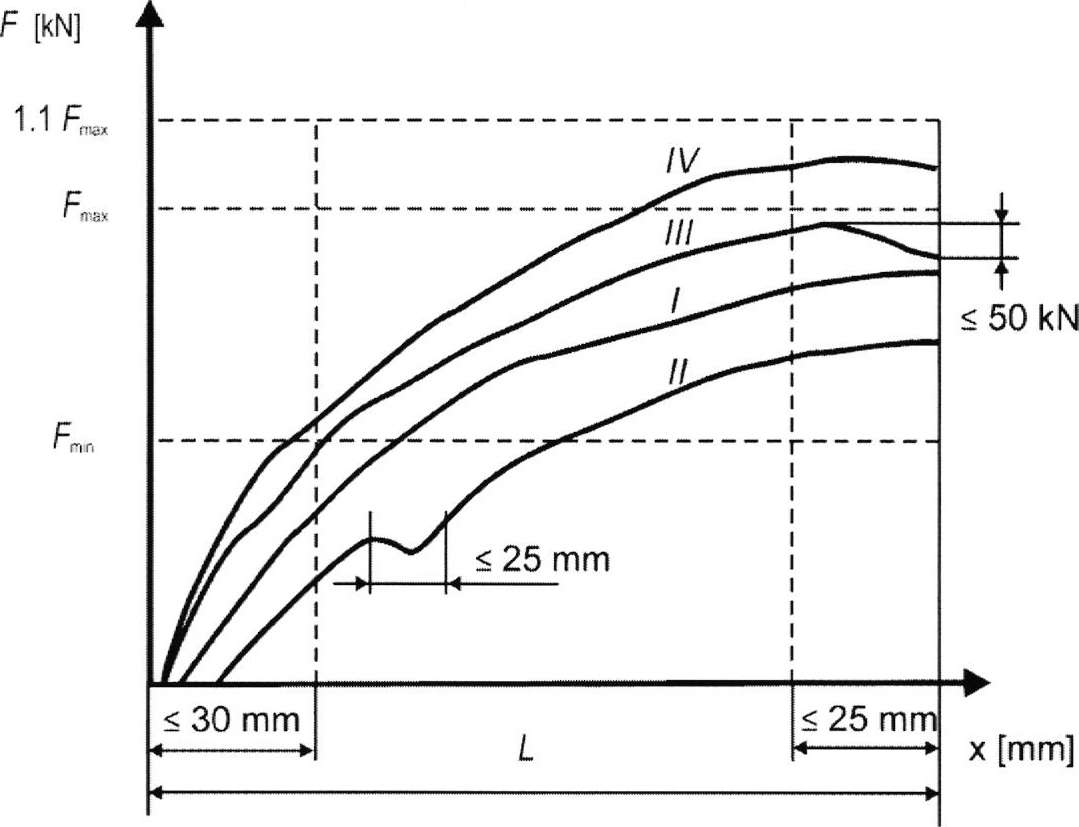 F [kN]
1.1 Fmax
IV
Fmax
III
I
≤ 50 kN
II
Fmin
≤ 25 mm
≤ 30 mm
≤ 25 mm
L
x [mm]